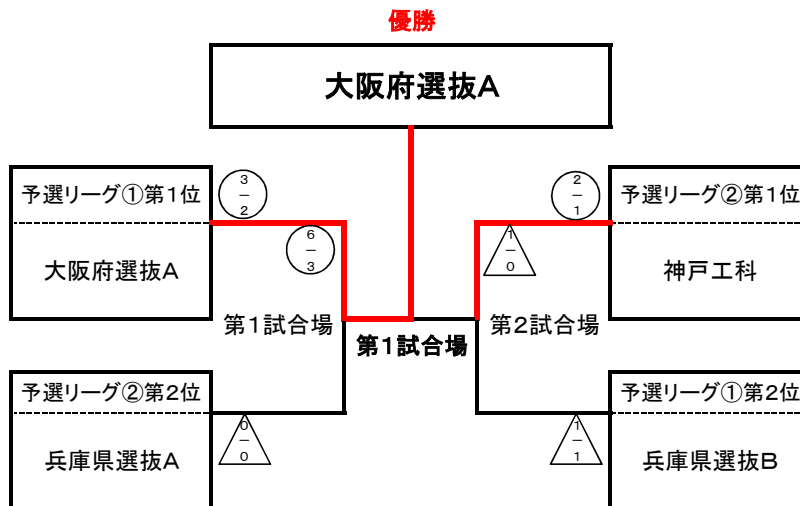 優勝
大阪府選抜A
予選リーグ①第1位
3
－
2
2
－
1
予選リーグ②第1位
大阪府選抜A
6
－
3
1
－
0
神戸工科
第1試合場
第1試合場
第2試合場
予選リーグ②第2位
予選リーグ①第2位
兵庫県選抜A
0
－
0
1
－
1
兵庫県選抜B